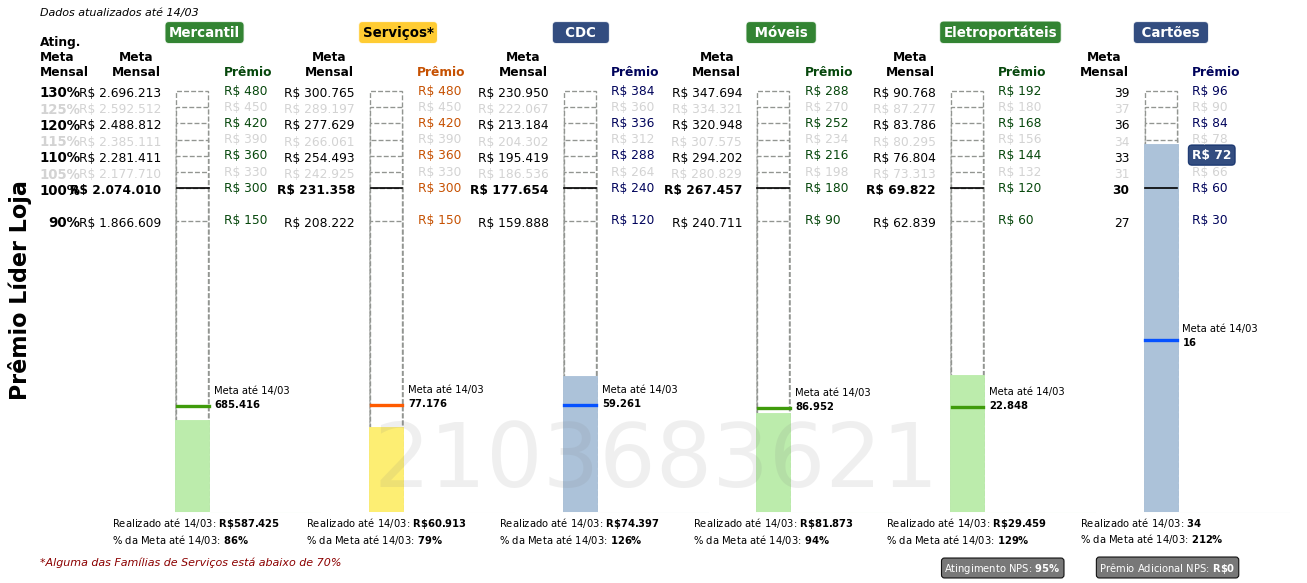 Dados atualizados até 14/03
Mercantil Serviços* CDC Móveis Eletroportáteis Cartões
Ating. Meta Mensal Meta Mensal Prêmio Meta Mensal Prêmio Meta Mensal Prêmio Meta Mensal Prêmio Meta Mensal Prêmio Meta Mensal Prêmio
130% R$ 2.696.213 R$ 480 R$ 300.765 R$ 480 R$ 230.950 R$ 384 R$ 347.694 R$ 288 R$ 90.768 R$ 192 39 R$ 96
125% R$ 2.592.512 R$ 450 R$ 289.197 R$ 450 R$ 222.067 R$ 360 R$ 334.321 R$ 270 R$ 87.277 R$ 180 37 R$ 90
120% R$ 2.488.812 R$ 420 R$ 277.629 R$ 420 R$ 213.184 R$ 336 R$ 320.948 R$ 252 R$ 83.786 R$ 168 36 R$ 84
115% R$ 2.385.111 R$ 390 R$ 266.061 R$ 390 R$ 204.302 R$ 312 R$ 307.575 R$ 234 R$ 80.295 R$ 156 34 R$ 78
110% R$ 2.281.411 R$ 360 R$ 254.493 R$ 360 R$ 195.419 R$ 288 R$ 294.202 R$ 216 R$ 76.804 R$ 144 33 R$ 72
105% R$ 2.177.710 R$ 330 R$ 242.925 R$ 330 R$ 186.536 R$ 264 R$ 280.829 R$ 198 R$ 73.313 R$ 132 31 R$ 66
100% R$ 2.074.010 R$ 300 R$ 231.358 R$ 300 R$ 177.654 R$ 240 R$ 267.457 R$ 180 R$ 69.822 R$ 120 30 R$ 60
90% R$ 1.866.609 R$ 150 R$ 208.222 R$ 150 R$ 159.888 R$ 120 R$ 240.711 R$ 90 R$ 62.839 R$ 60 27 R$ 30
Prêmio Líder Loja
Meta até 14/03
16
Meta até 14/03 Meta até 14/03 Meta até 14/03 Meta até 14/03 Meta até 14/03
685.416 77.176 59.261 86.952 22.848
2103683621
Realizado até 14/03: R$587.425 Realizado até 14/03: R$60.913 Realizado até 14/03: R$74.397 Realizado até 14/03: R$81.873 Realizado até 14/03: R$29.459 Realizado até 14/03: 34
% da Meta até 14/03: 86% % da Meta até 14/03: 79% % da Meta até 14/03: 126% % da Meta até 14/03: 94% % da Meta até 14/03: 129% % da Meta até 14/03: 212%
*Alguma das Famílias de Serviços está abaixo de 70%
Atingimento NPS: 95% Prêmio Adicional NPS: R$0